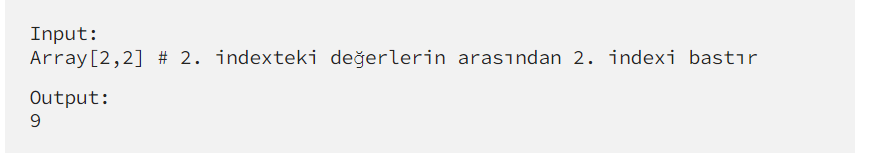 Input:
Array[2,2] # 2. indexteki değerlerin arasından 2. indexi bastır
Output:
9